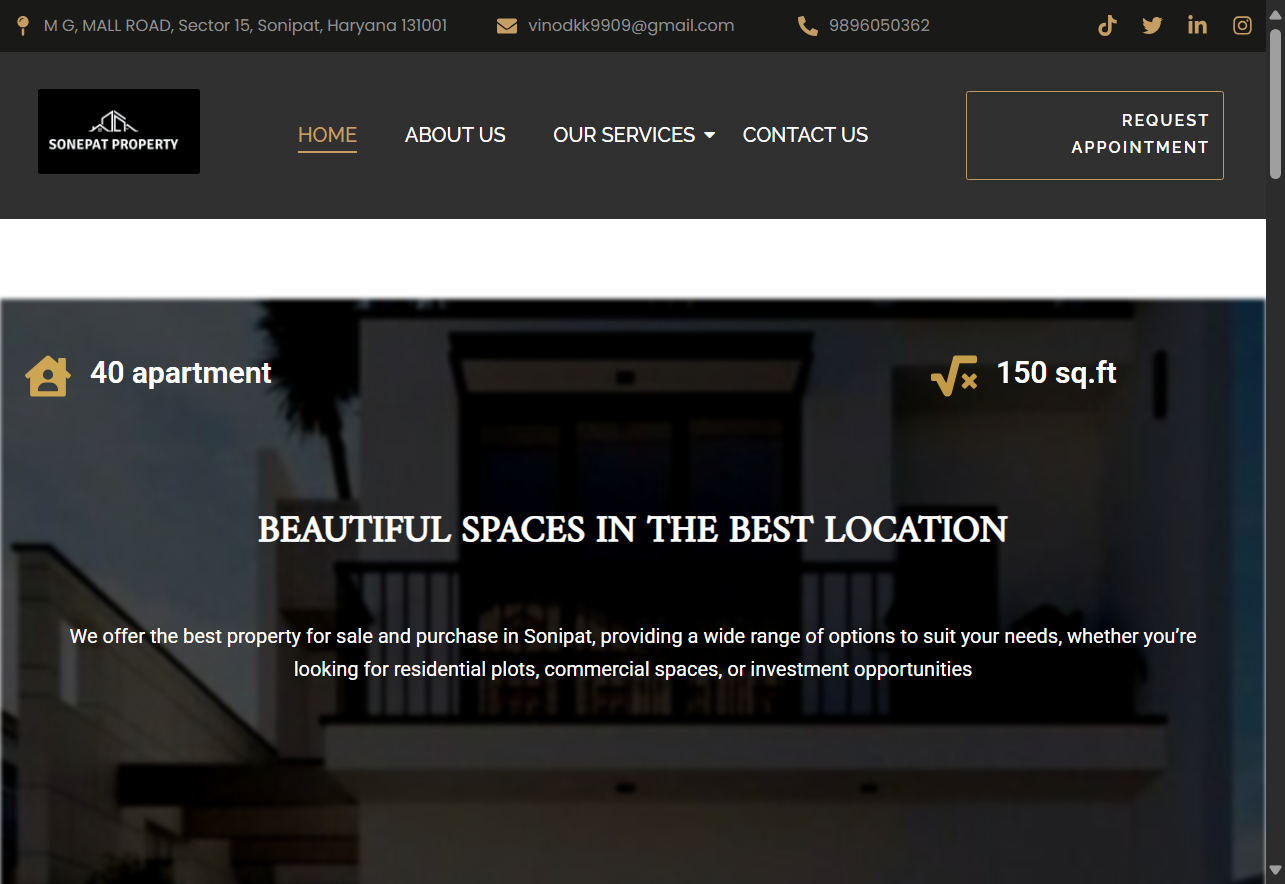 M G, MALL ROAD, Sector 15, Sonipat, Haryana 131001
vinodkk9909@gmail.com
9896050362
SONEPAT PROPERTY
HOME
ABOUT US
OUR SERVICES
CONTACT US
REQUEST
APPOINTMENT
40 apartment
150 sq.ft
BEAUTIFUL SPACES IN THE BEST LOCATION
We offer the best property for sale and purchase in Sonipat, providing a wide range of options to suit your needs, whether you’re
looking for residential plots, commercial spaces, or investment opportunities